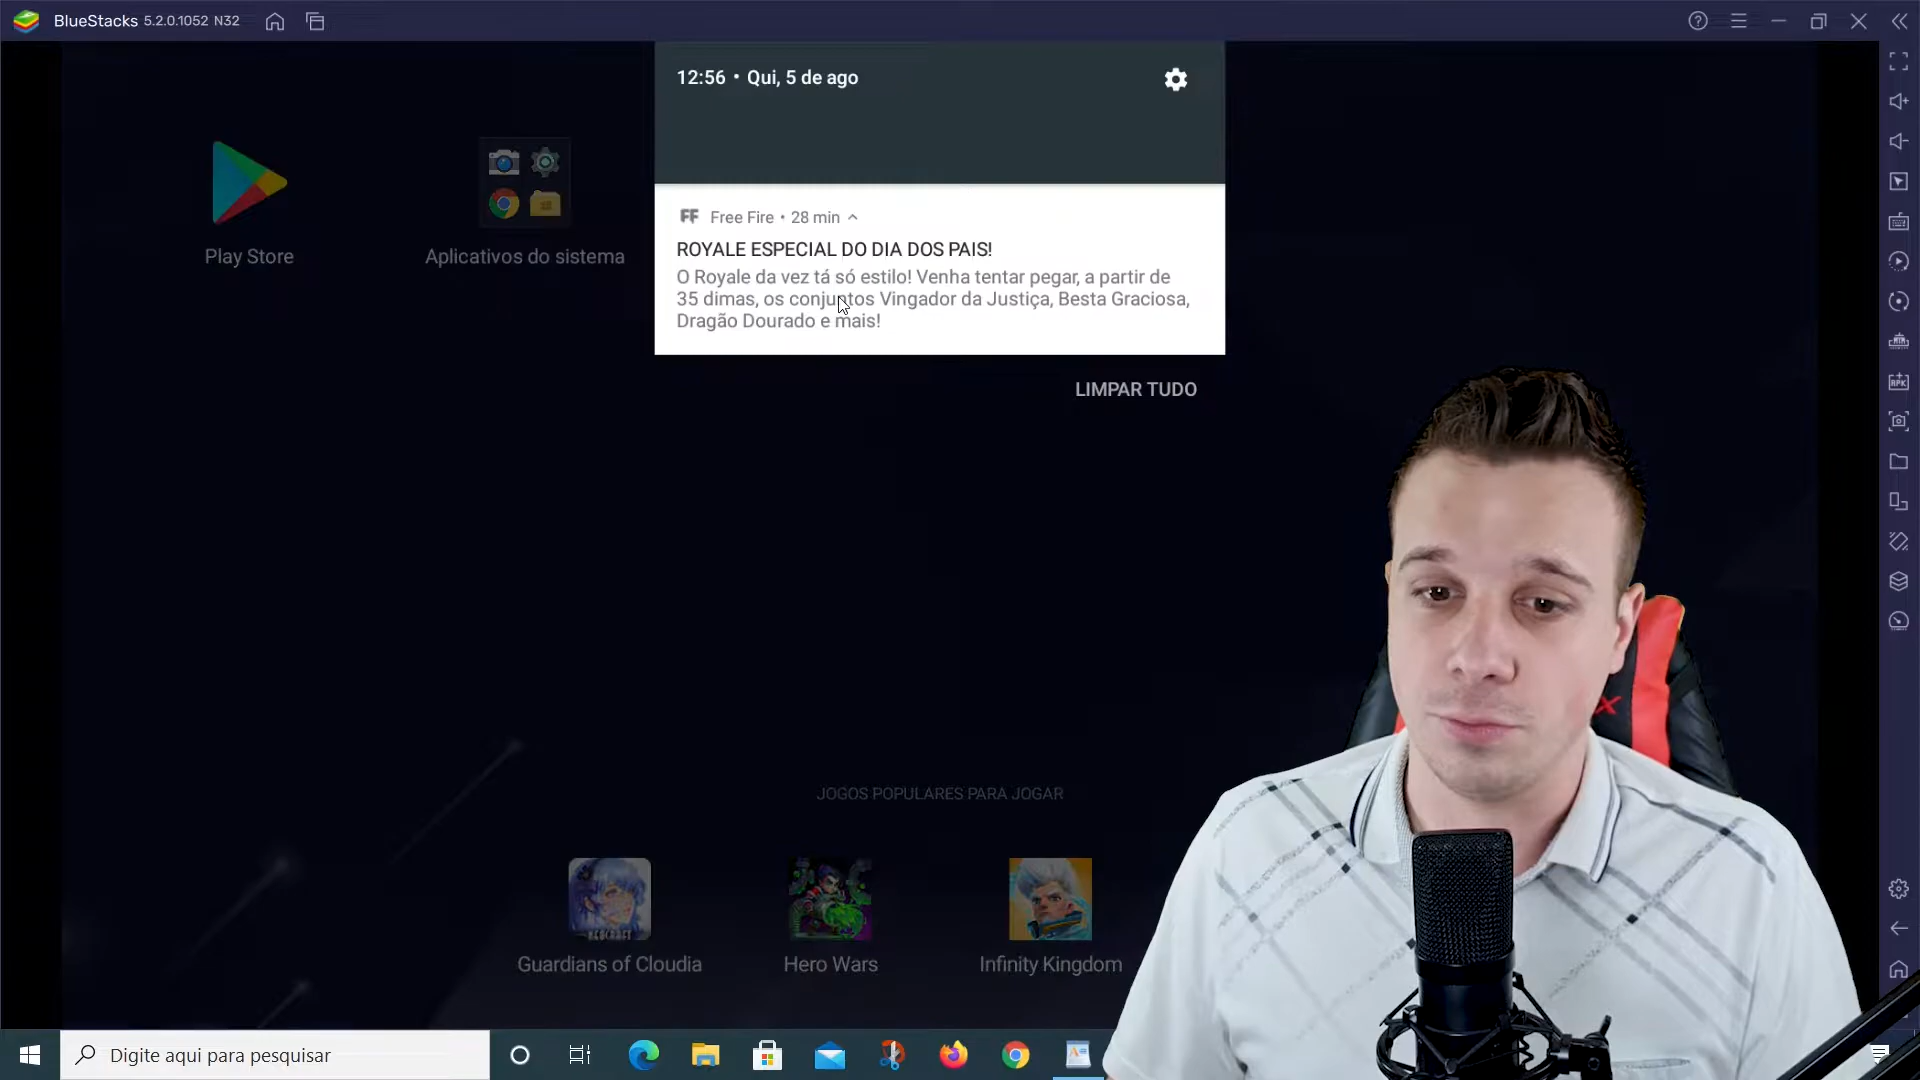 BlueStacks 5.2.0.1052 N32
12:56 • Qui, 5 de ago
Play Store
Aplicativos do sistema
FF Free Fire • 28 min
ROYALE ESPECIAL DO DIA DOS PAIS!
O Royale da vez tá só estilo! Venha tentar pegar, a partir de
35 dimas, os conjuntos Vingador da Justiça, Besta Graciosa,
Dragão Dourado e mais!
LIMPAR TUDO
JOGOS POPULARES PARA JOGAR
Guardians of Cloudia
Hero Wars
Infinity Kingdom
Digite aqui para pesquisar